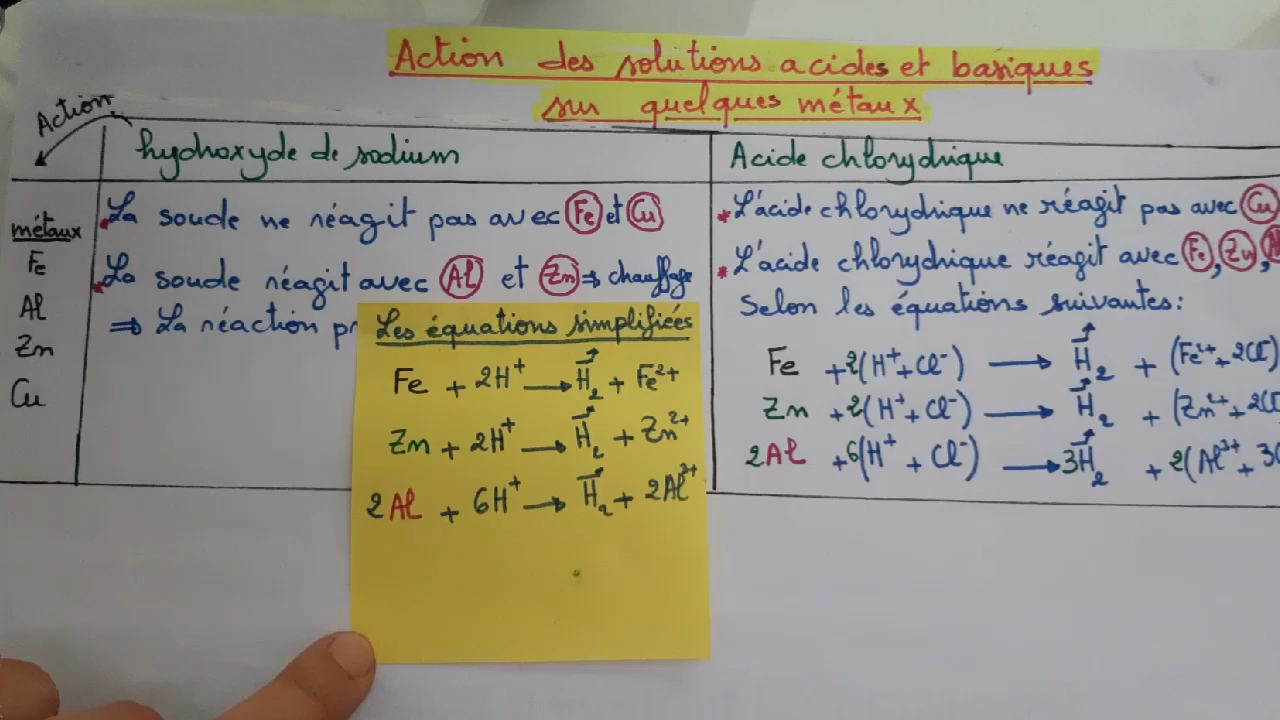 Action des solutions acides et basiques
sur quelques métaux
Action
hydroxyde de sodium
Acide chlorydrique
métaux
Fe
Al
Zn
Cu
* La soude ne réagit pas avec Fe et Cu
* La soude réagit avec Al et Zn ⇒ chauffage
⇒ La réaction
Les équations simplifiées
Fe + 2H⁺ → H₂ + Fe²⁺
Zn + 2H⁺ → H₂ + Zn²⁺
2Al + 6H⁺ → H₂ + 2Al³⁺
* L'acide chlorydrique ne réagit pas avec Cu
* L'acide chlorydrique réagit avec Fe, Zn,
Selon les équations suivantes:
Fe + 2(H⁺ + Cl⁻) → H₂ + (Fe²⁺ + 2Cl⁻)
Zn + 2(H⁺ + Cl⁻) → H₂ + (Zn²⁺ + 2Cl
2Al + 6(H⁺ + Cl⁻) → 3H₂ + 2(Al³⁺ + 3C